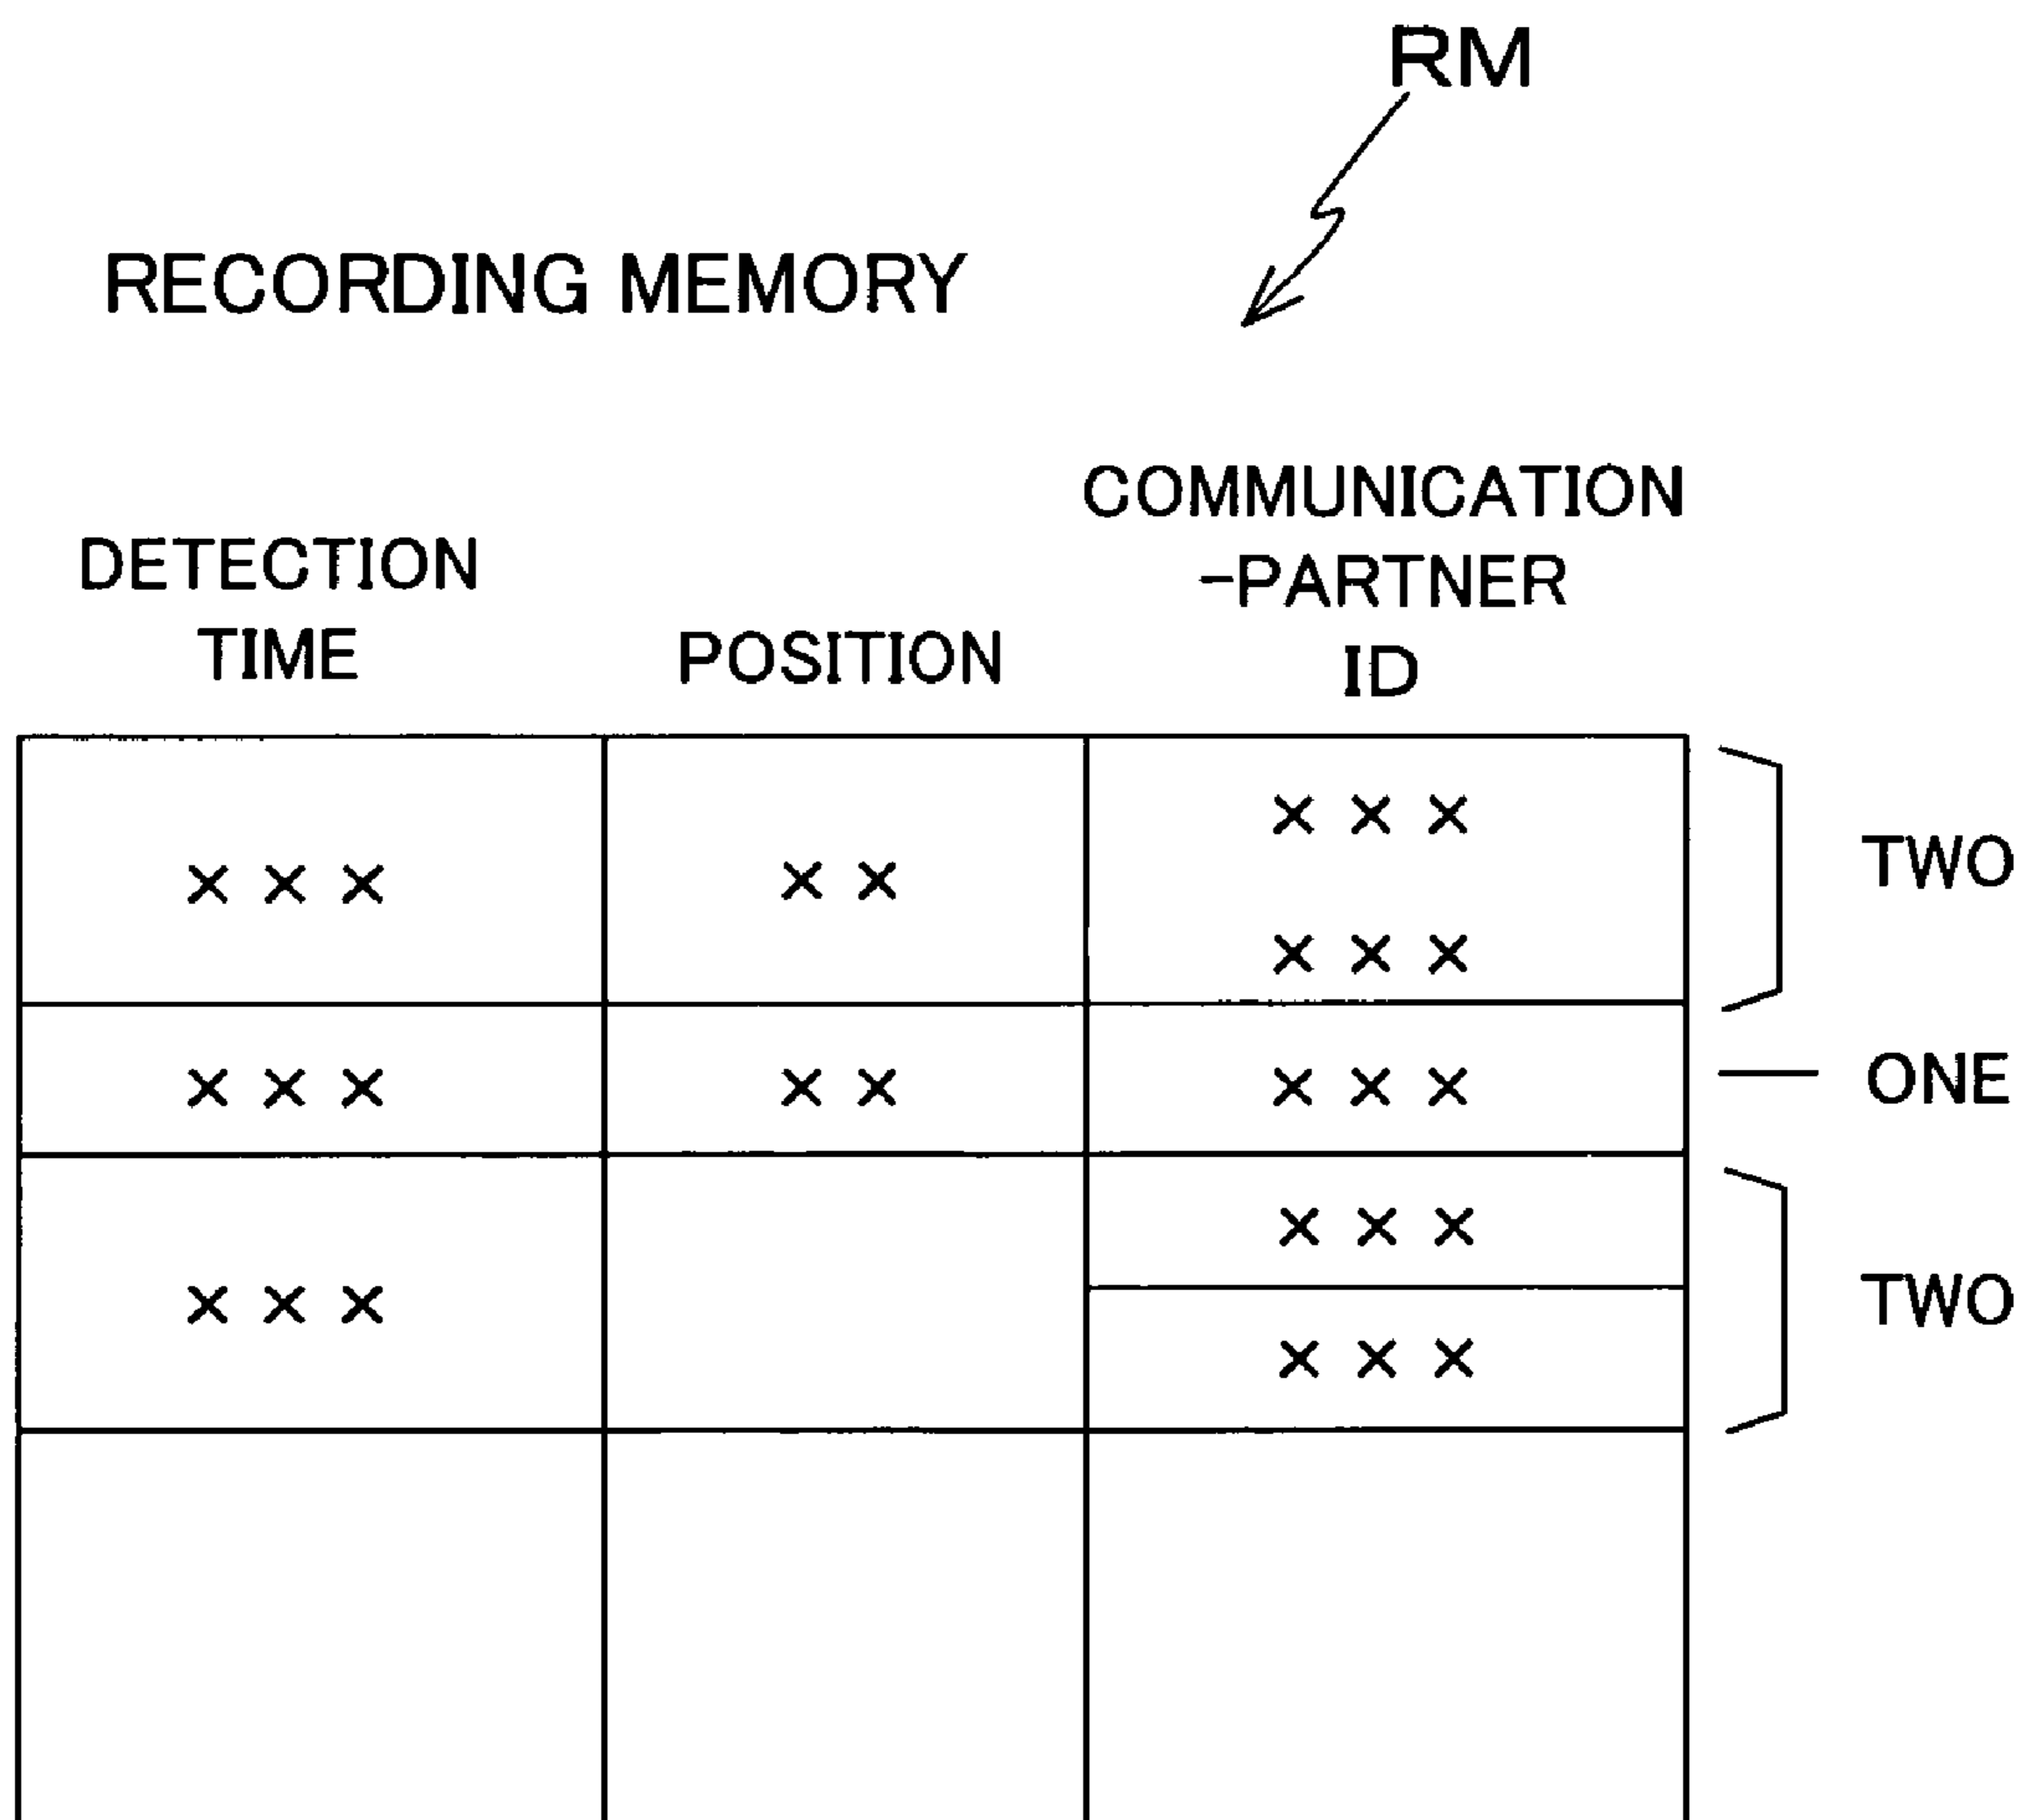 RM
RECORDING MEMORY
DETECTION
TIME
POSITION
COMMUNICATION
-PARTNER
ID
××× ×× ×××
×××
TWO
××× ×× ×××
ONE
××× ×××
×××
TWO